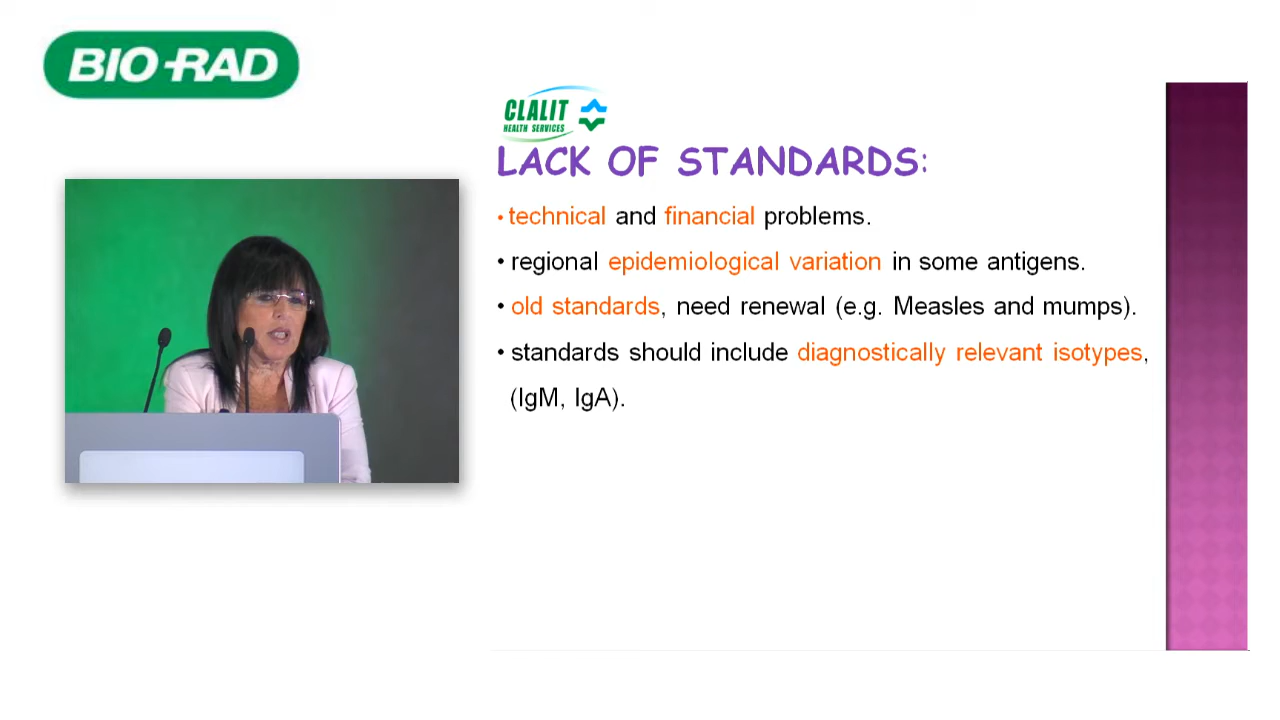 BIO-RAD
CLALIT
HEALTH SERVICES
LACK OF STANDARDS:
• technical and financial problems.
• regional epidemiological variation in some antigens.
• old standards, need renewal (e.g. Measles and mumps).
• standards should include diagnostically relevant isotypes,
(IgM, IgA).